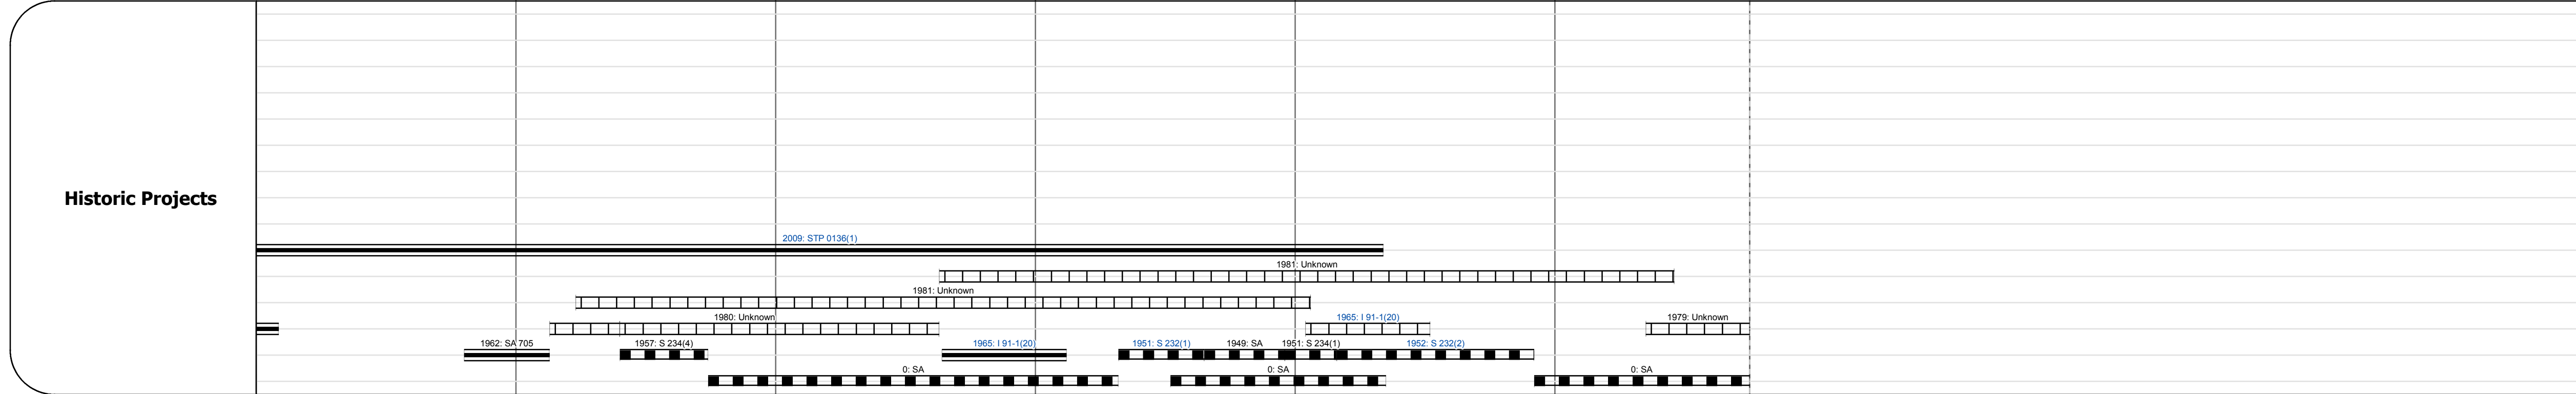 Historic Projects
2009: STP 0136(1)
1981: Unknown
1981: Unknown
1980: Unknown
1965: I 91-1(20)
1979: Unknown
1962: SA 705
1957: S 234(4)
1965: I 91-1(20)
1951: S 232(1)
1949: SA
1951: S 234(1)
1952: S 232(2)
0: SA
0: SA
0: SA